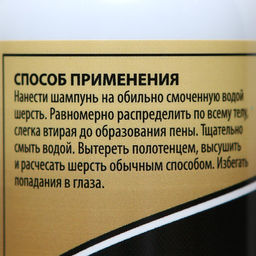 СПОСОБ ПРИМЕНЕНИЯ
Нанести шампунь на обильно смоченную водой
шерсть. Равномерно распределить по всему телу,
слегка втирая до образования пены. Тщательно
смыть водой. Вытереть полотенцем, высушить
и расчесать шерсть обычным способом. Избегать
попадания в глаза.